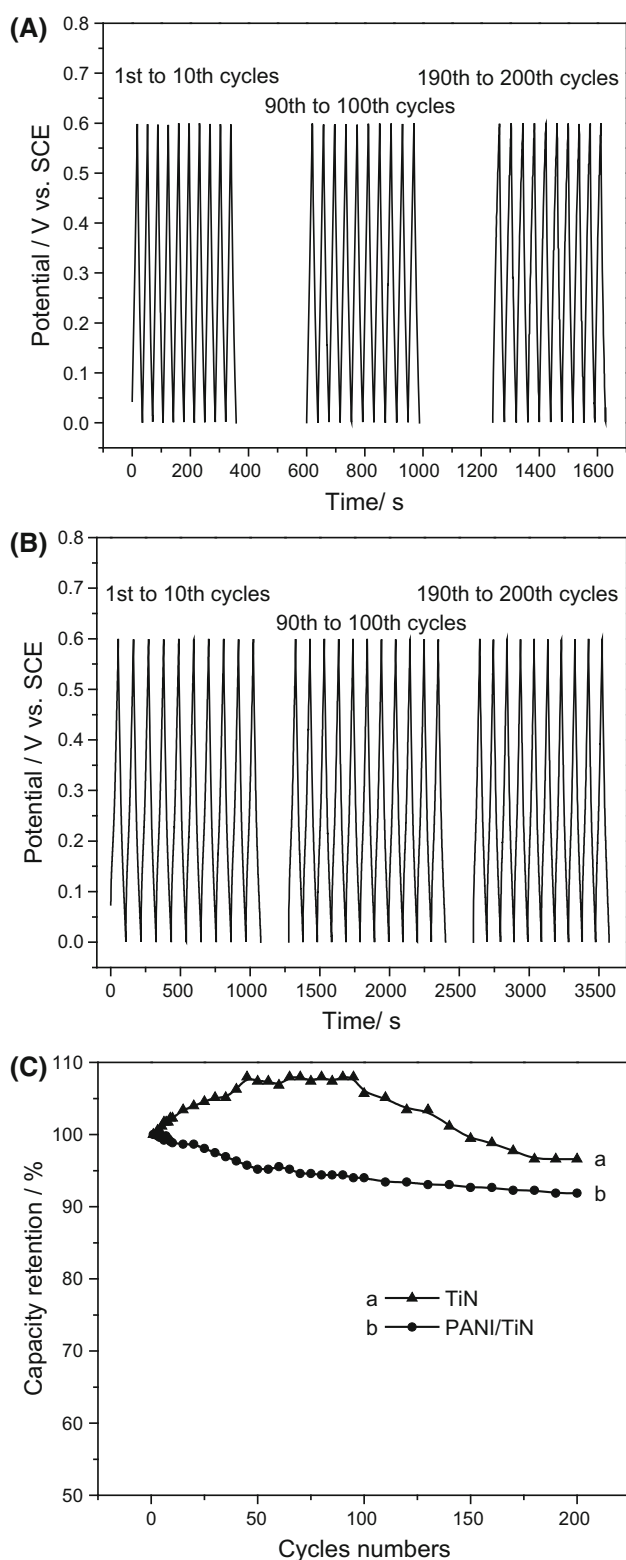 (A)
0.8
0.7
0.6
0.5
0.4
0.3
0.2
0.1
0.0
Potential / V vs. SCE
1st to 10th cycles
90th to 100th cycles
190th to 200th cycles
0 200 400 600 800 1000 1200 1400 1600
Time/ s
(B)
0.8
0.7
0.6
0.5
0.4
0.3
0.2
0.1
0.0
Potential / V vs. SCE
1st to 10th cycles
90th to 100th cycles
190th to 200th cycles
0 500 1000 1500 2000 2500 3000 3500
Time/ s
(C)
110
100
90
80
70
60
50
Capacity retention / %
a
b
a TiN
b PANI/TiN
0 50 100 150 200
Cycles numbers